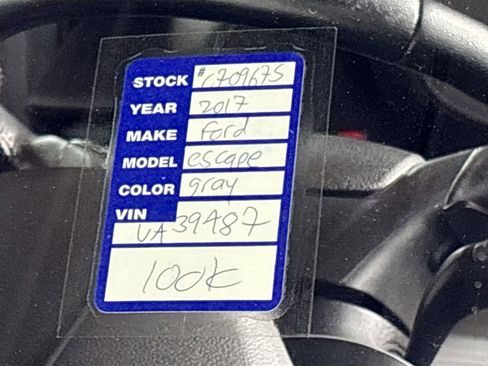 STOCK #C709675
YEAR 2017
MAKE Ford
MODEL escape
COLOR gray
VIN
UA39487
100K